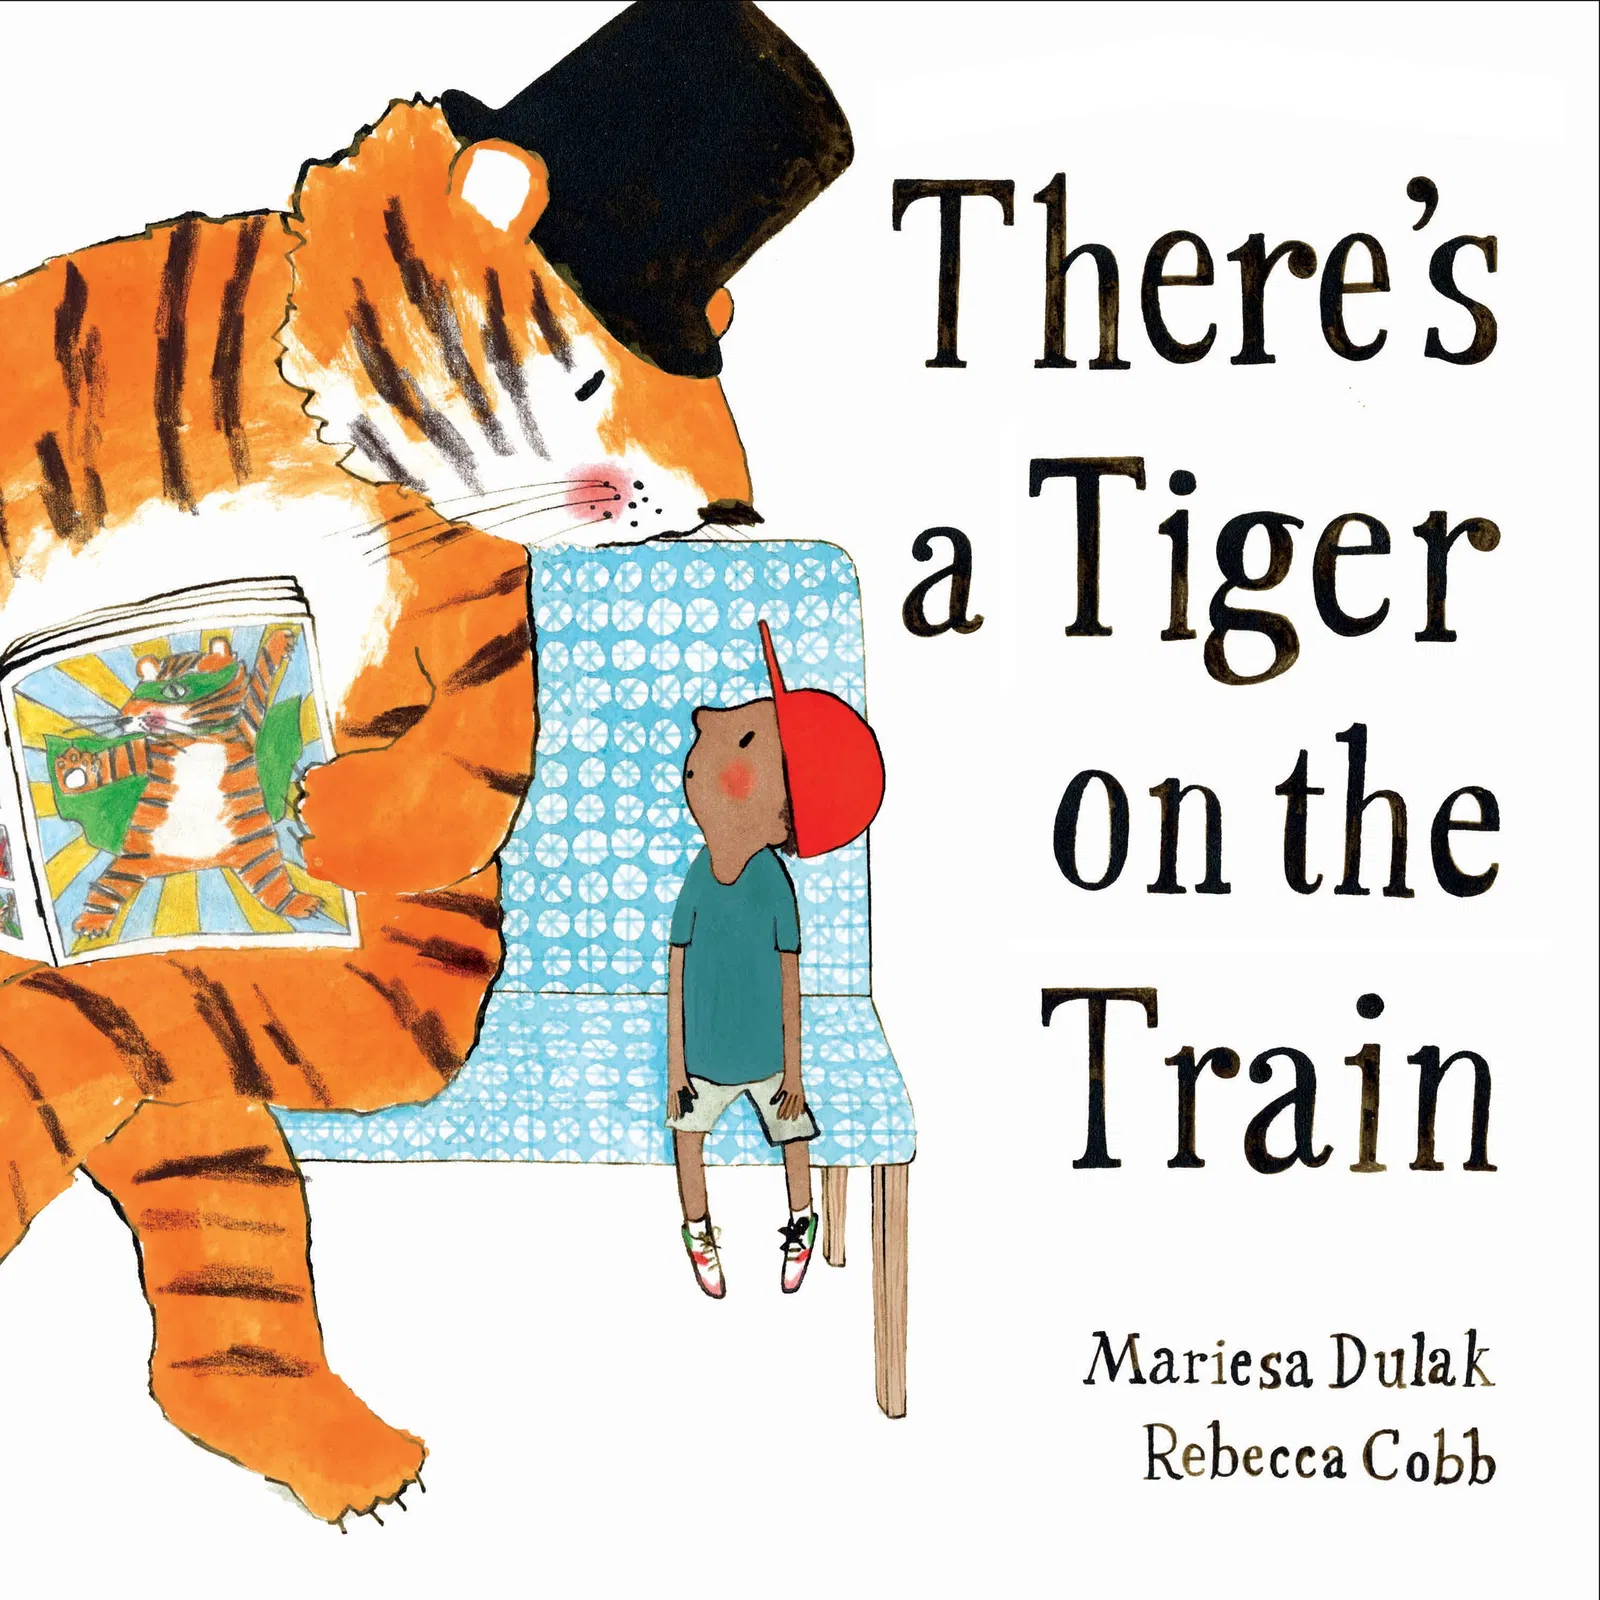 There's
a Tiger
on the
Train
Mariesa Dulak
Rebecca Cobb